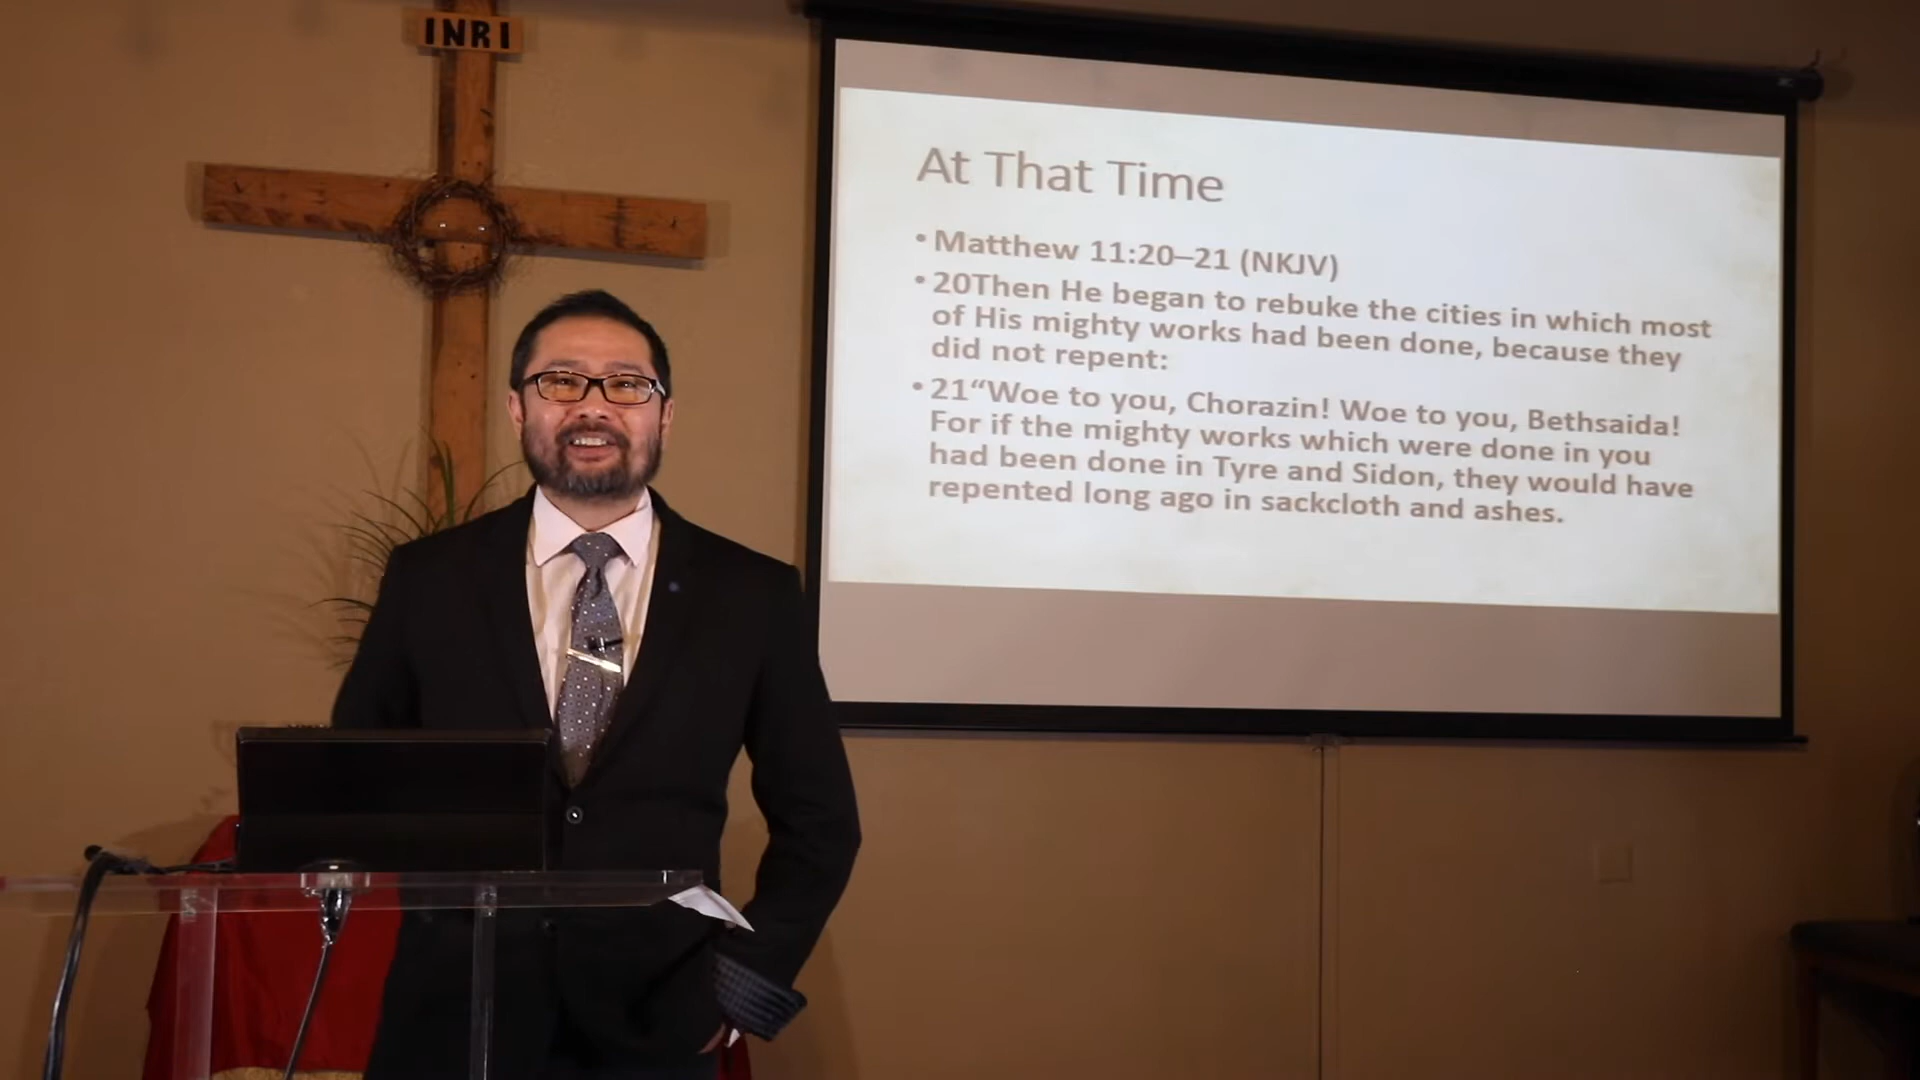 INRI
At That Time
• Matthew 11:20–21 (NKJV)
• 20Then He began to rebuke the cities in which most
of His mighty works had been done, because they
did not repent:
• 21“Woe to you, Chorazin! Woe to you, Bethsaida!
For if the mighty works which were done in you
had been done in Tyre and Sidon, they would have
repented long ago in sackcloth and ashes.